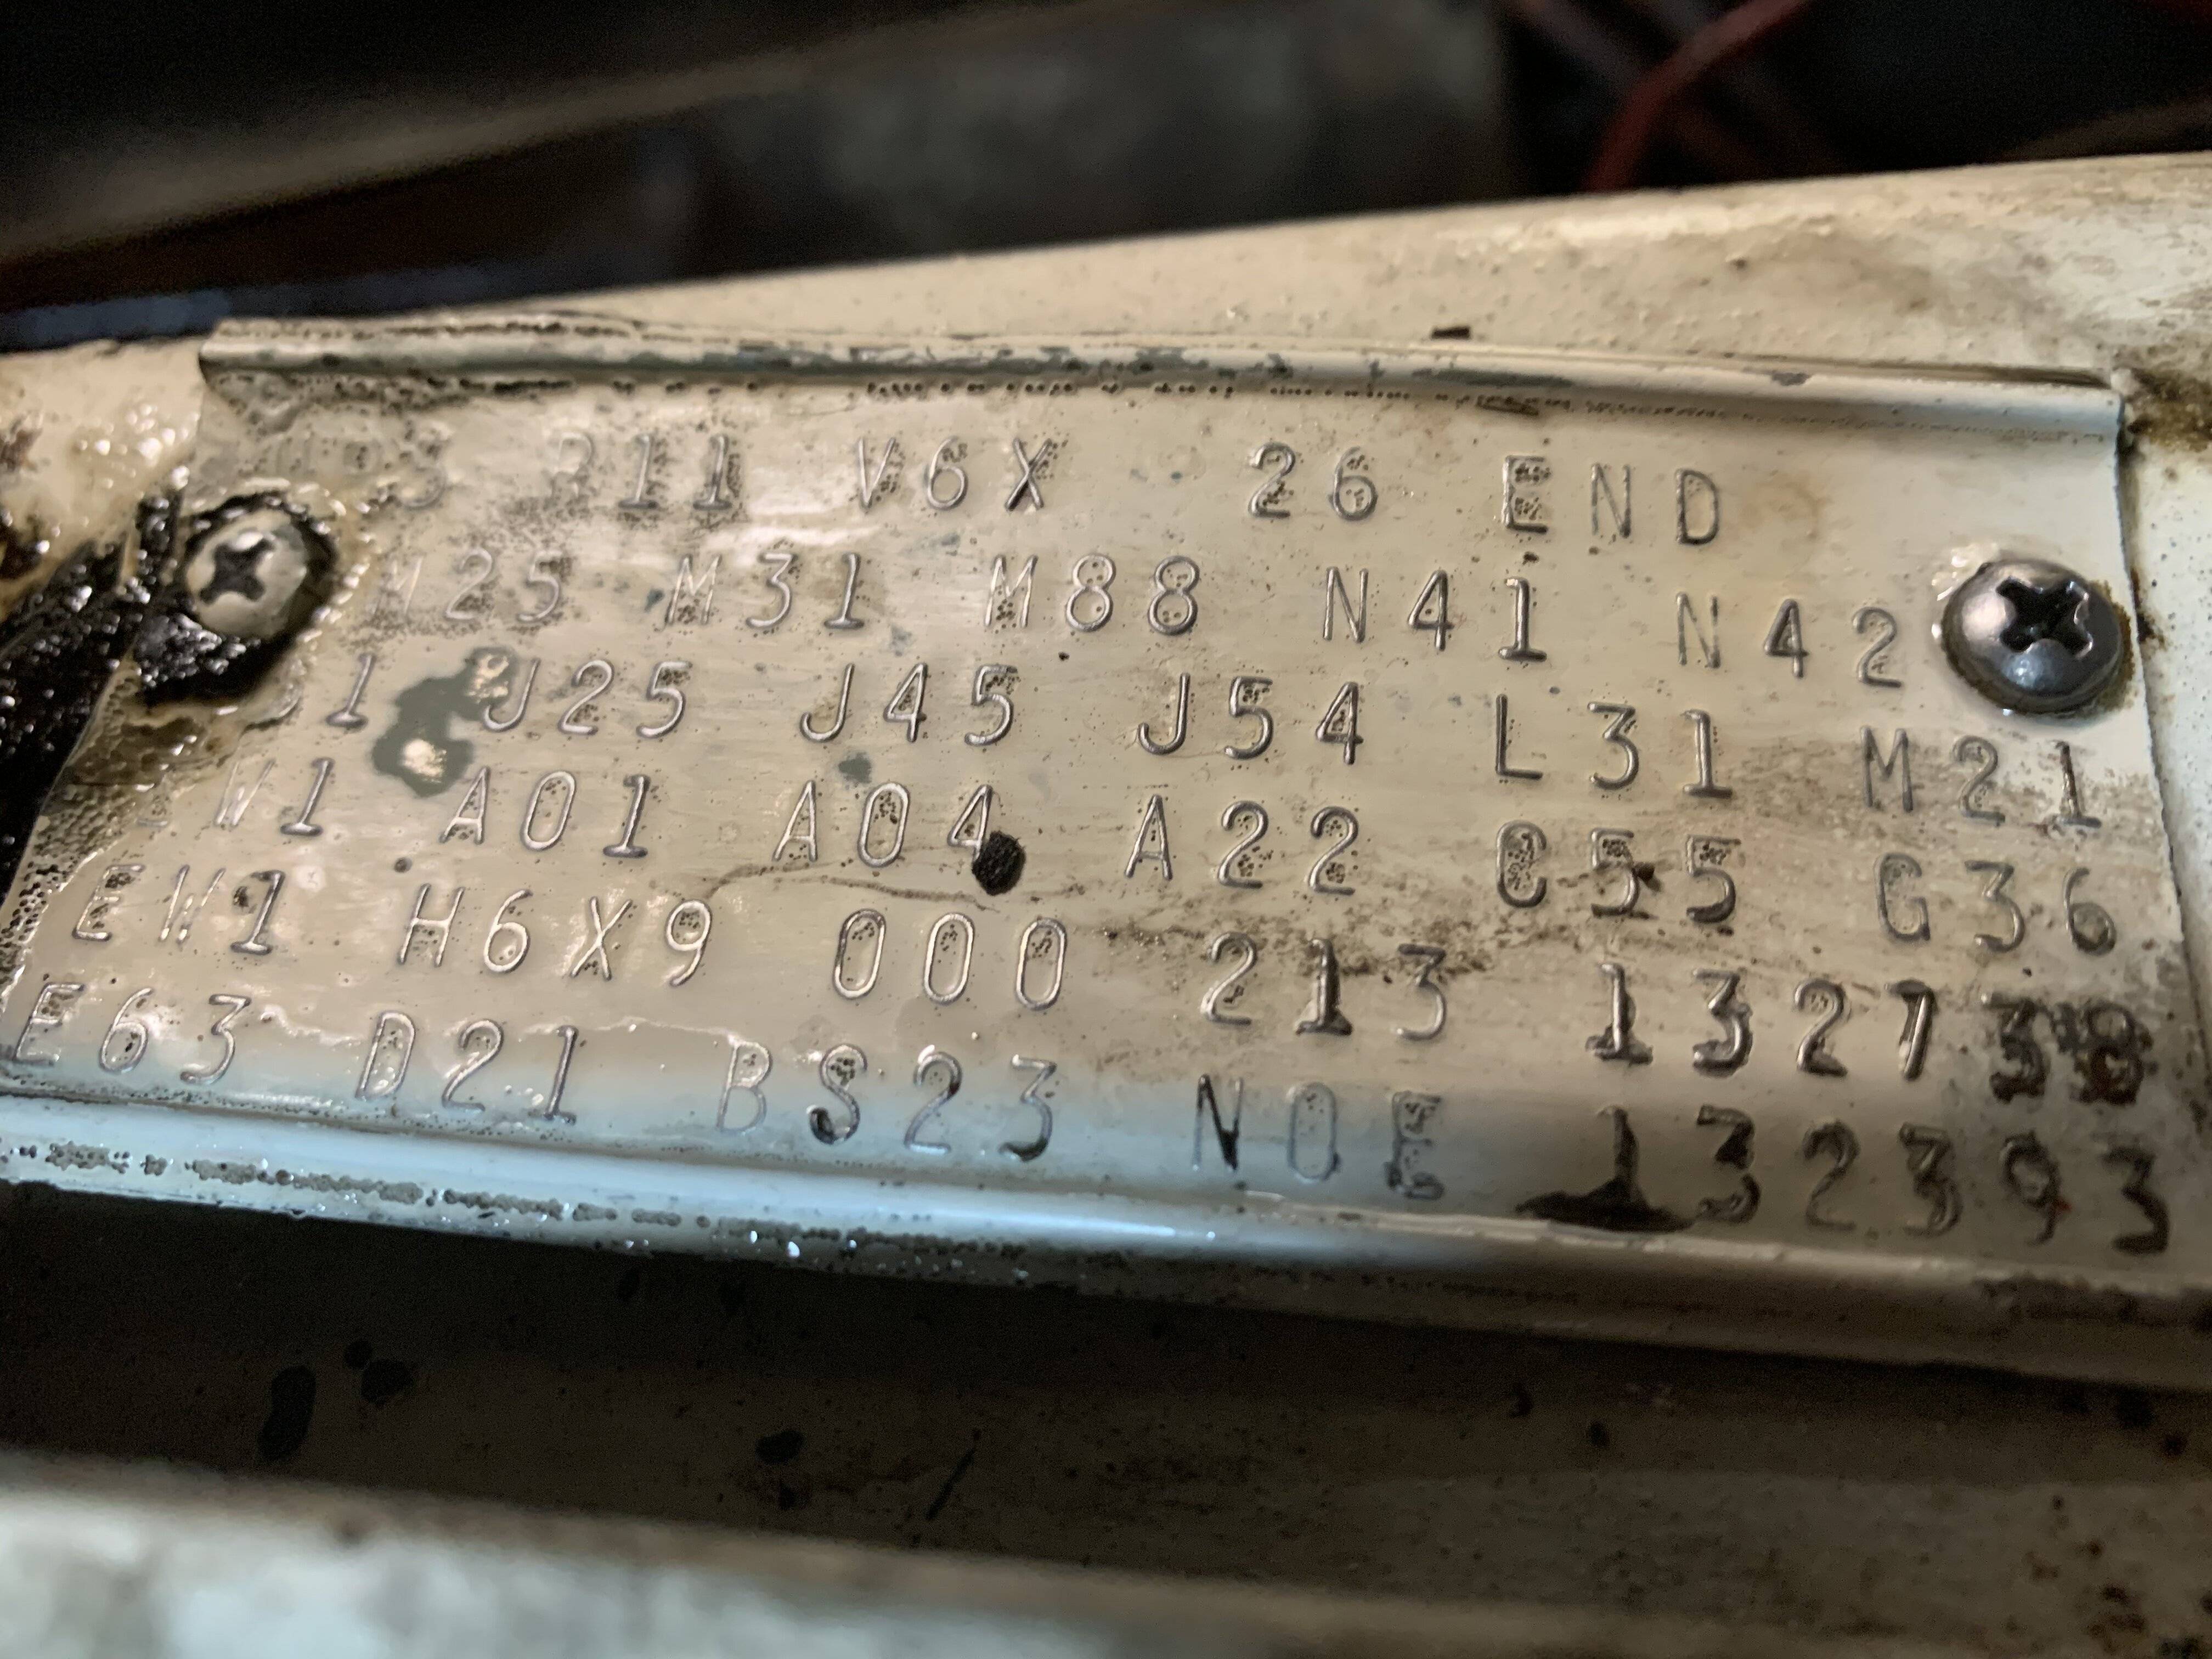 V6X 26 END
M25 M31 M88 N41 N42
J25 J45 J54 L31 M21
A01 A04 A22 C55 G36
EW1 H6X9 000 213 132738
E63 D21 BS23 N0E 132393